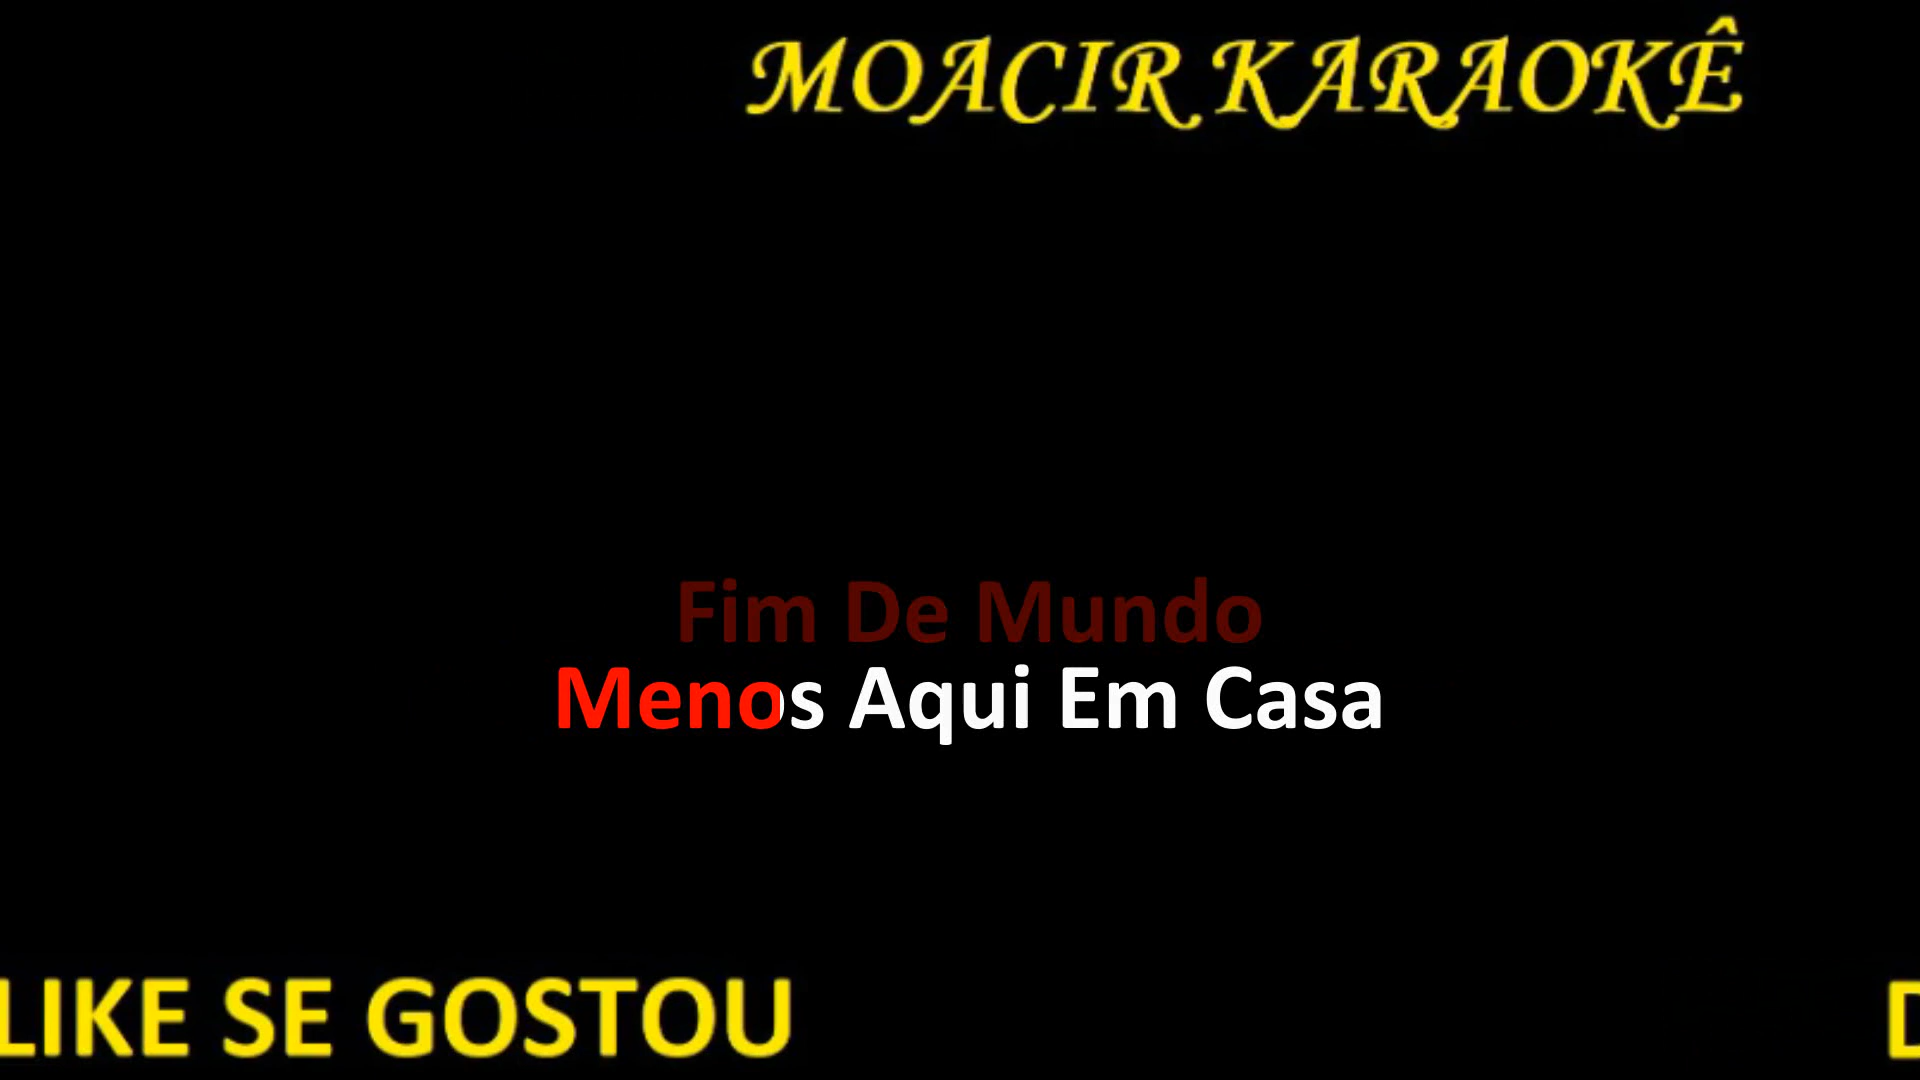 MOACIR KARAOKÊ
Fim De Mundo
Menos Aqui Em Casa
LIKE SE GOSTOU D